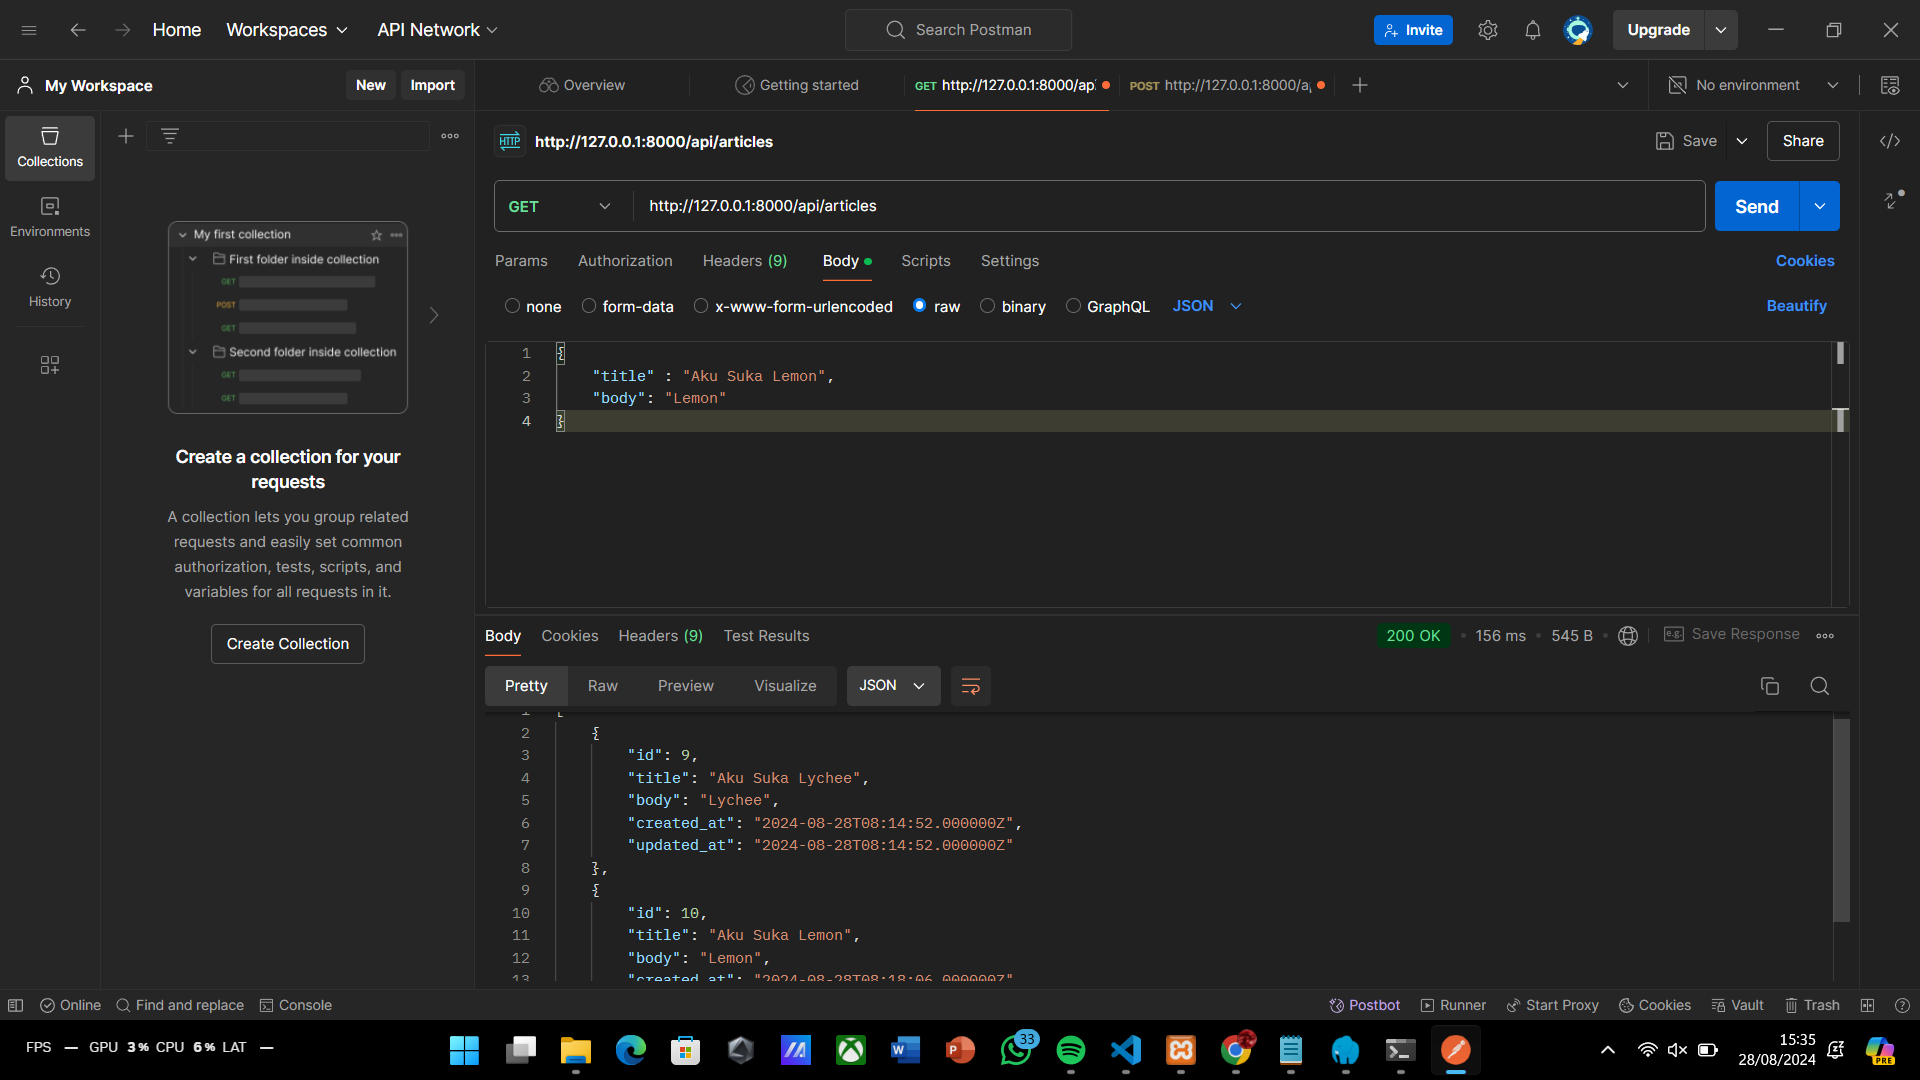 Home
Workspaces
API Network
Search Postman
Invite
Upgrade
My Workspace
New
Import
Overview
Getting started
GET http://127.0.0.1:8000/ap
POST http://127.0.0.1:8000/a
No environment
Collections
Environments
History
My first collection
First folder inside collection
GET
POST
GET
Second folder inside collection
GET
GET
Create a collection for your
requests
A collection lets you group related
requests and easily set common
authorization, tests, scripts, and
variables for all requests in it.
Create Collection
HTTP http://127.0.0.1:8000/api/articles
Save
Share
GET
http://127.0.0.1:8000/api/articles
Send
Params
Authorization
Headers (9)
Body
Scripts
Settings
Cookies
none
form-data
x-www-form-urlencoded
raw
binary
GraphQL
JSON
Beautify
1 {
2 "title" : "Aku Suka Lemon",
3 "body": "Lemon"
4 }
Body
Cookies
Headers (9)
Test Results
200 OK
156 ms
545 B
e.g. Save Response
Pretty
Raw
Preview
Visualize
JSON
1 [
2 {
3 "id": 9,
4 "title": "Aku Suka Lychee",
5 "body": "Lychee",
6 "created_at": "2024-08-28T08:14:52.000000Z",
7 "updated_at": "2024-08-28T08:14:52.000000Z"
8 },
9 {
10 "id": 10,
11 "title": "Aku Suka Lemon",
12 "body": "Lemon",
13 "created_at": "2024-08-28T08:18:06.000000Z"
Online
Find and replace
Console
Postbot
Runner
Start Proxy
Cookies
Vault
Trash
FPS — GPU 3 % CPU 6 % LAT —
33
15:35
28/08/2024
PRE